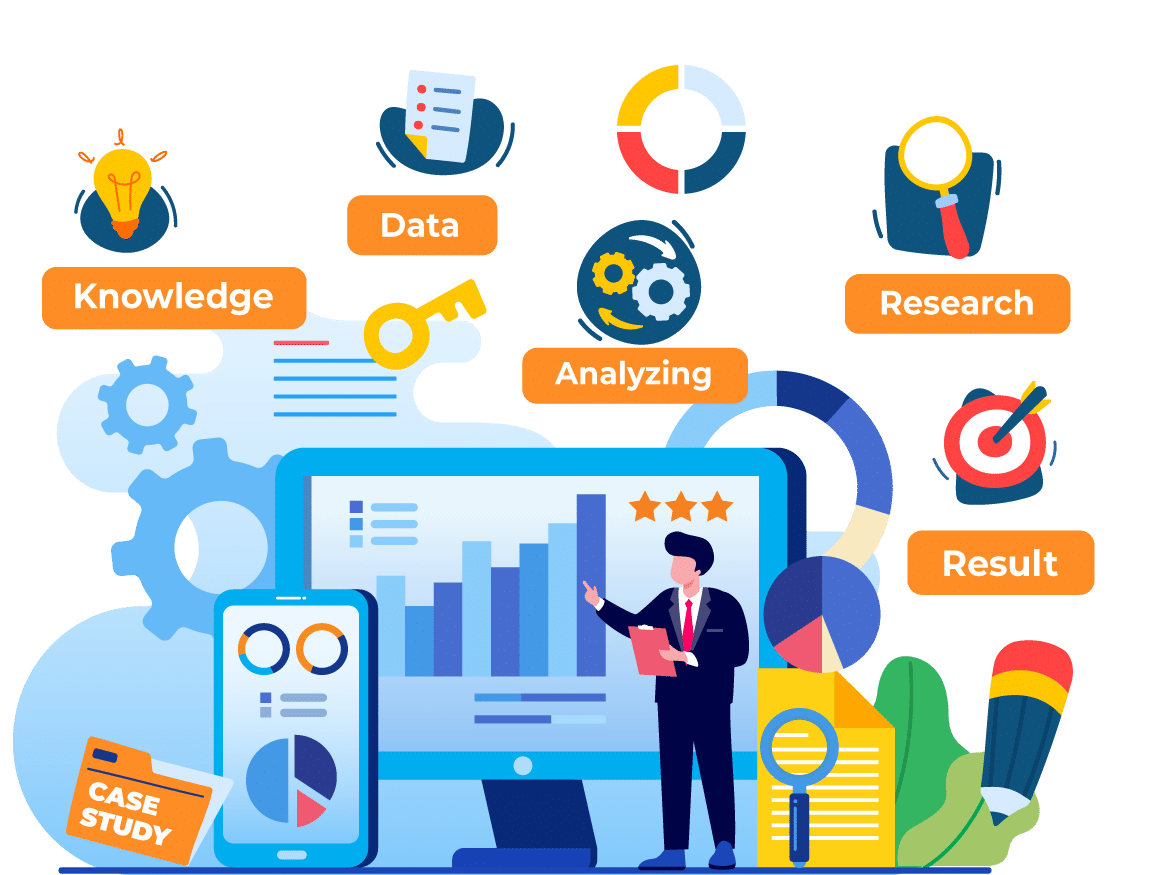 Data
Knowledge
Research
Analyzing
Result
CASE
STUDY